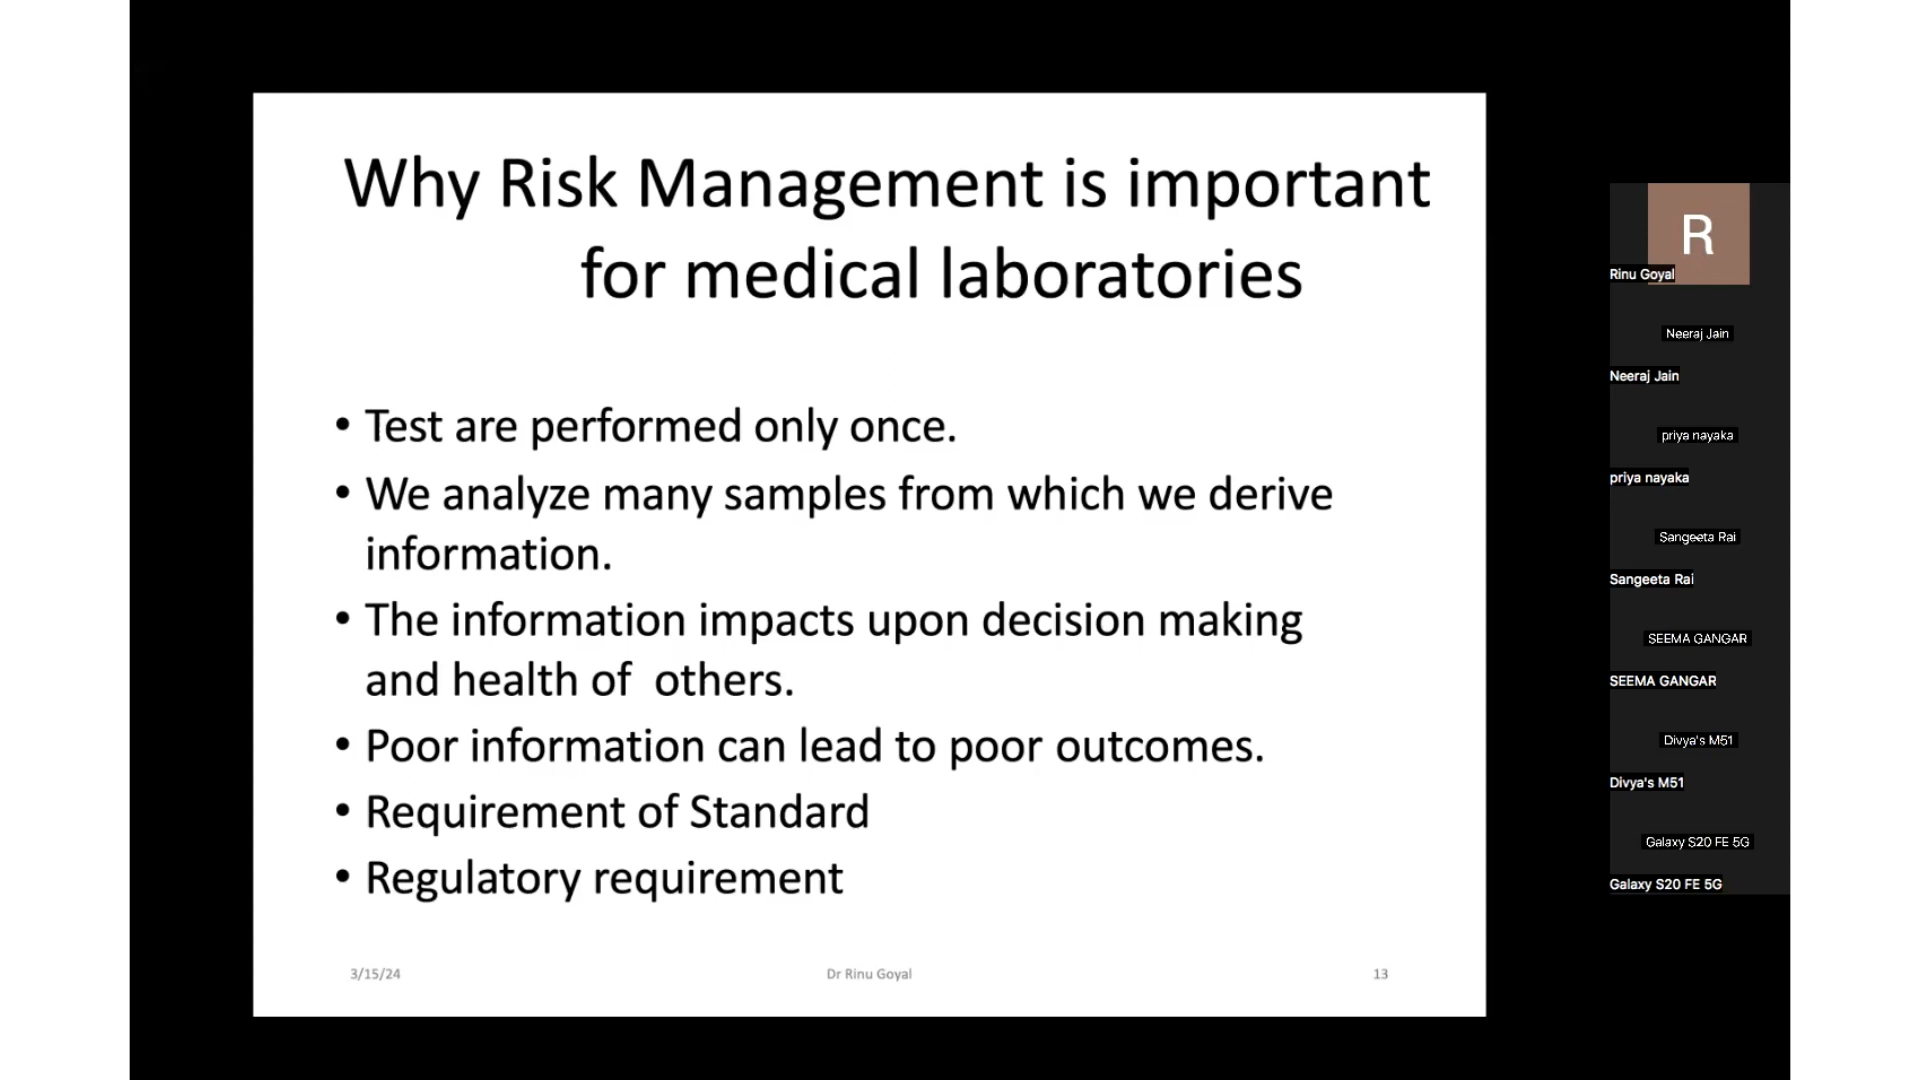 Why Risk Management is important
for medical laboratories
• Test are performed only once.
• We analyze many samples from which we derive
information.
• The information impacts upon decision making
and health of  others.
• Poor information can lead to poor outcomes.
• Requirement of Standard
• Regulatory requirement
3/15/24
Dr Rinu Goyal
13
R
Rinu Goyal
Neeraj Jain
Neeraj Jain
priya nayaka
priya nayaka
Sangeeta Rai
Sangeeta Rai
SEEMA GANGAR
SEEMA GANGAR
Divya's M51
Divya's M51
Galaxy S20 FE 5G
Galaxy S20 FE 5G